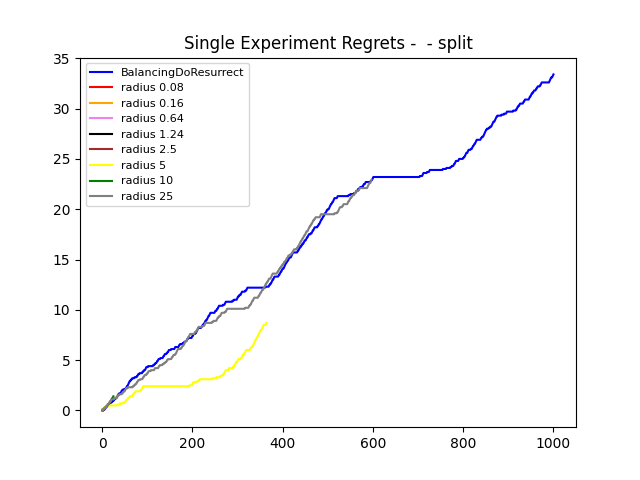 Single Experiment Regrets -  - split
35
30
25
20
15
10
5
0
BalancingDoResurrect
radius 0.08
radius 0.16
radius 0.64
radius 1.24
radius 2.5
radius 5
radius 10
radius 25
0 200 400 600 800 1000